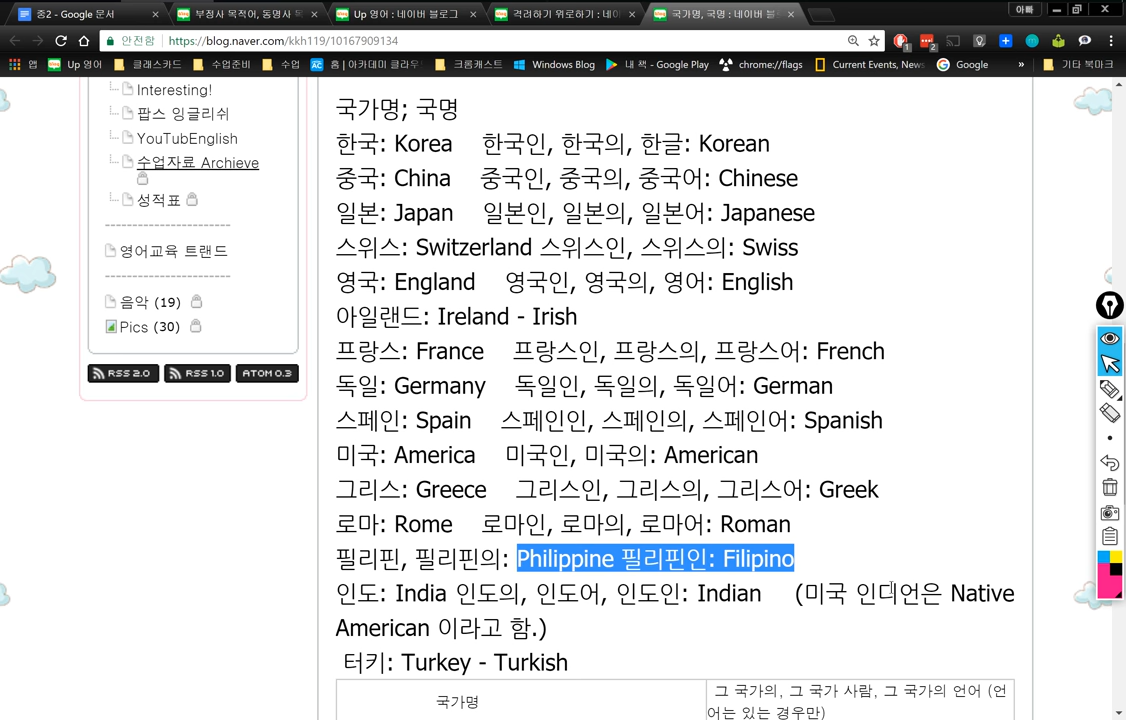 중2 - Google 문서
부정사 목적어, 동명사 목
Up 영어 : 네이버 블로그
격려하기 위로하기 : 네이
국가명, 국명 : 네이버 블
아빠
안전함
https://blog.naver.com/kkh119/10167909134
1
2
앱
Up 영어
클래스카드
수업준비
수업
홈 | 아카데미 클라우
크롬캐스트
Windows Blog
내 책 - Google Play
chrome://flags
Current Events, News
Google
»
기타 북마크
Interesting!
팝스 잉글리쉬
YouTubEnglish
수업자료 Archieve
성적표
영어교육 트랜드
음악 (19)
Pics (30)
RSS 2.0
RSS 1.0
ATOM 0.3
국가명; 국명
한국: Korea 한국인, 한국의, 한글: Korean
중국: China 중국인, 중국의, 중국어: Chinese
일본: Japan 일본인, 일본의, 일본어: Japanese
스위스: Switzerland 스위스인, 스위스의: Swiss
영국: England 영국인, 영국의, 영어: English
아일랜드: Ireland - Irish
프랑스: France 프랑스인, 프랑스의, 프랑스어: French
독일: Germany 독일인, 독일의, 독일어: German
스페인: Spain 스페인인, 스페인의, 스페인어: Spanish
미국: America 미국인, 미국의: American
그리스: Greece 그리스인, 그리스의, 그리스어: Greek
로마: Rome 로마인, 로마의, 로마어: Roman
필리핀, 필리핀의: Philippine 필리핀인: Filipino
인도: India 인도의, 인도어, 인도인: Indian (미국 인디언은 Native
American 이라고 함.)
터키: Turkey - Turkish
국가명
그 국가의, 그 국가 사람, 그 국가의 언어 (언
어는 있는 경우만)